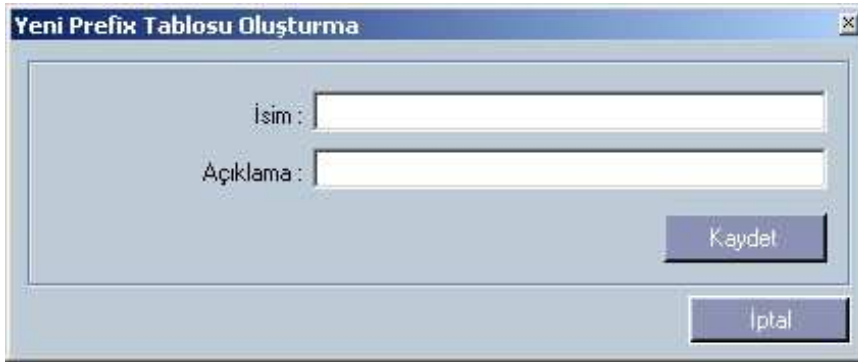 Yeni Prefix Tablosu Oluşturma
İsim :
Açıklama :
Kaydet
İptal